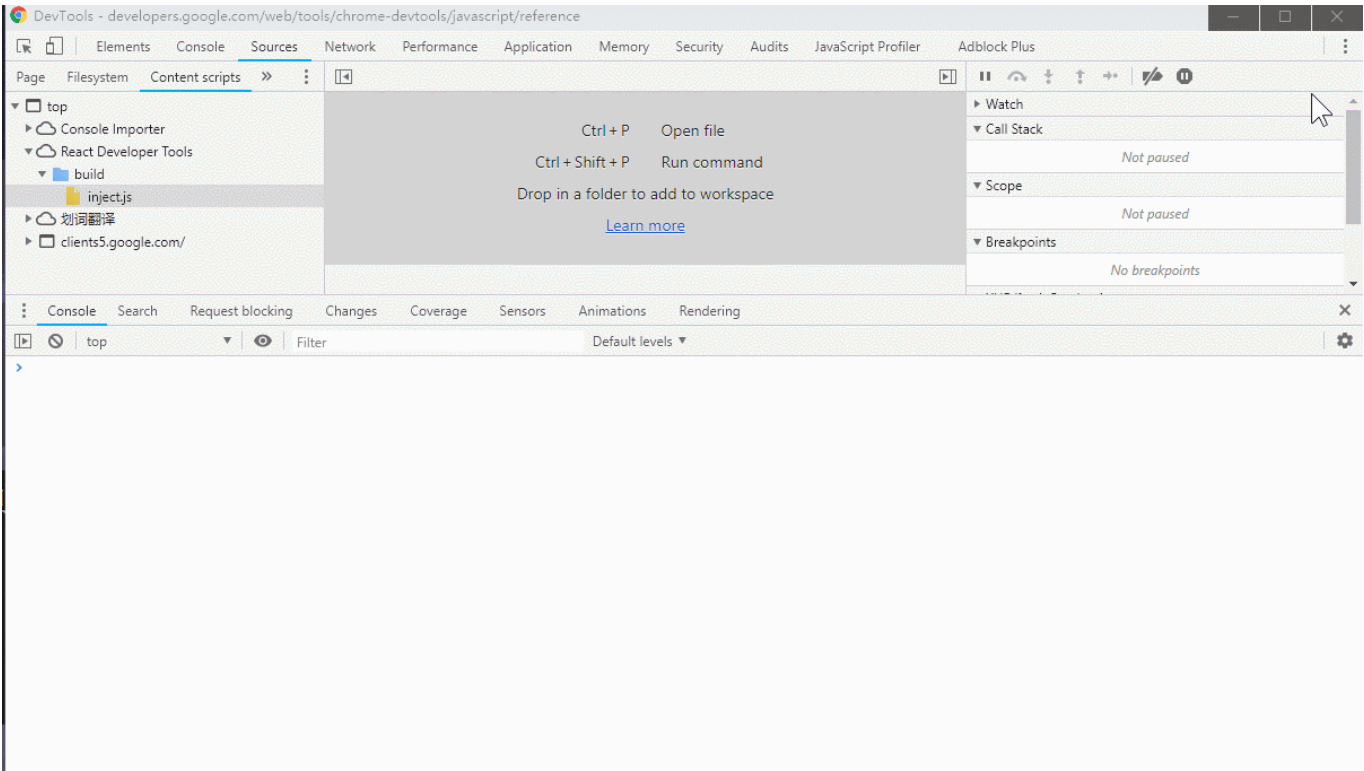 DevTools - developers.google.com/web/tools/chrome-devtools/javascript/reference
Elements Console Sources Network Performance Application Memory Security Audits JavaScript Profiler Adblock Plus
Page Filesystem Content scripts »
top
Console Importer
React Developer Tools
build
inject.js
划词翻译
clients5.google.com/
Ctrl + P Open file
Ctrl + Shift + P Run command
Drop in a folder to add to workspace
Learn more
Watch
Call Stack
Not paused
Scope
Not paused
Breakpoints
No breakpoints
Console Search Request blocking Changes Coverage Sensors Animations Rendering
top Filter Default levels